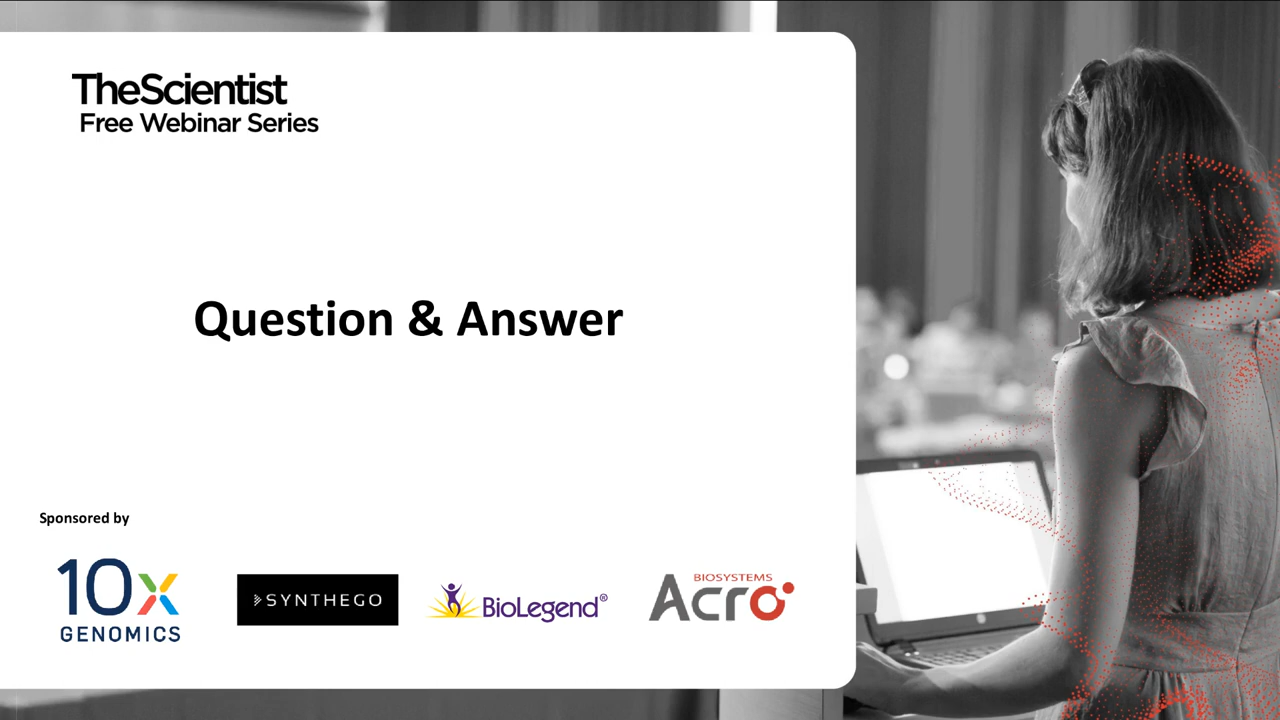 TheScientist
Free Webinar Series
Question & Answer
Sponsored by
10x
GENOMICS
SYNTHEGO
BioLegend®
BIOSYSTEMS
Acro